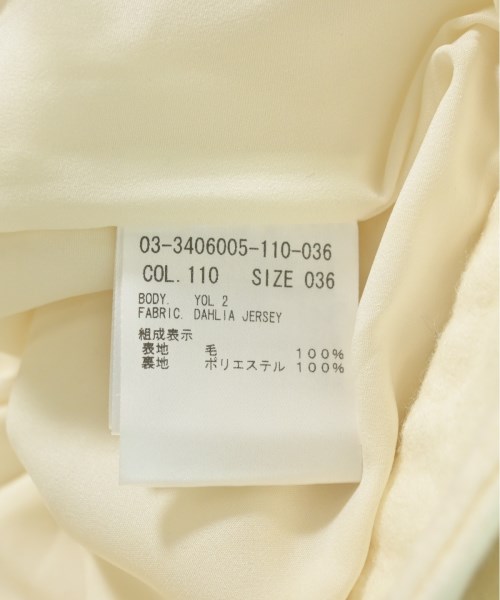 03-3406005-110-036
COL. 110 SIZE 036
BODY. YOL 2
FABRIC. DAHLIA JERSEY
組成表示
表地 毛 100%
裏地 ポリエステル 100%